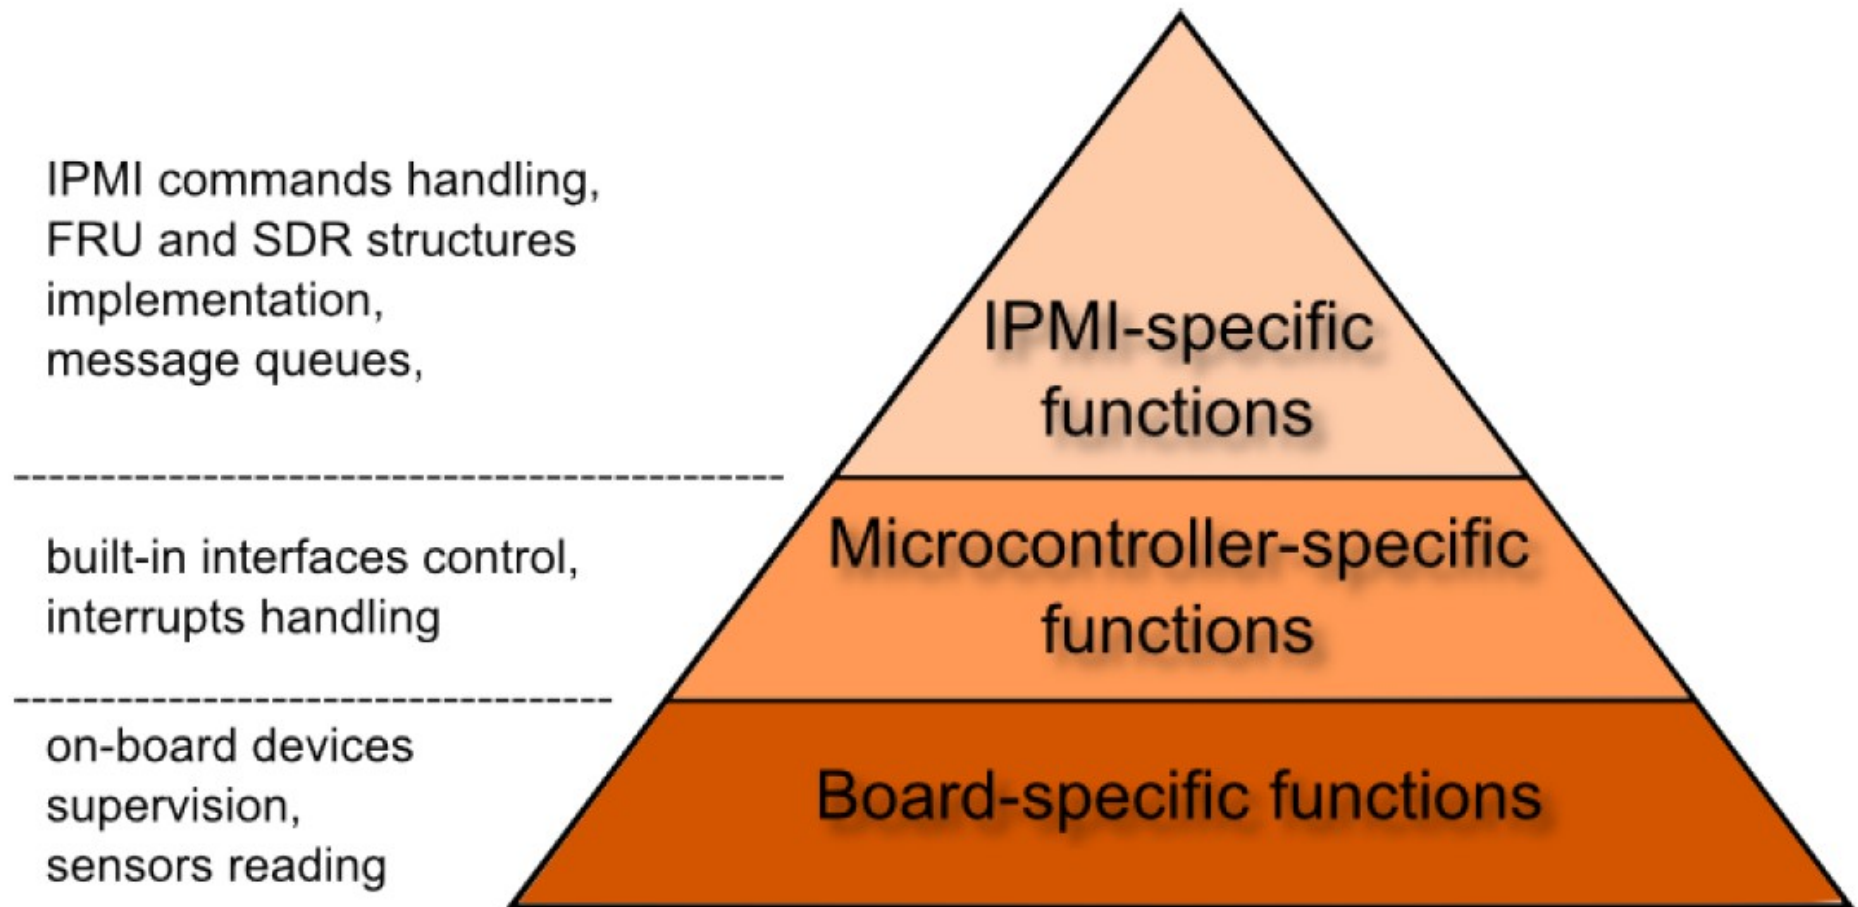 IPMI commands handling,
FRU and SDR structures
implementation,
message queues,
IPMI-specific
functions
built-in interfaces control,
interrupts handling
Microcontroller-specific
functions
on-board devices
supervision,
sensors reading
Board-specific functions